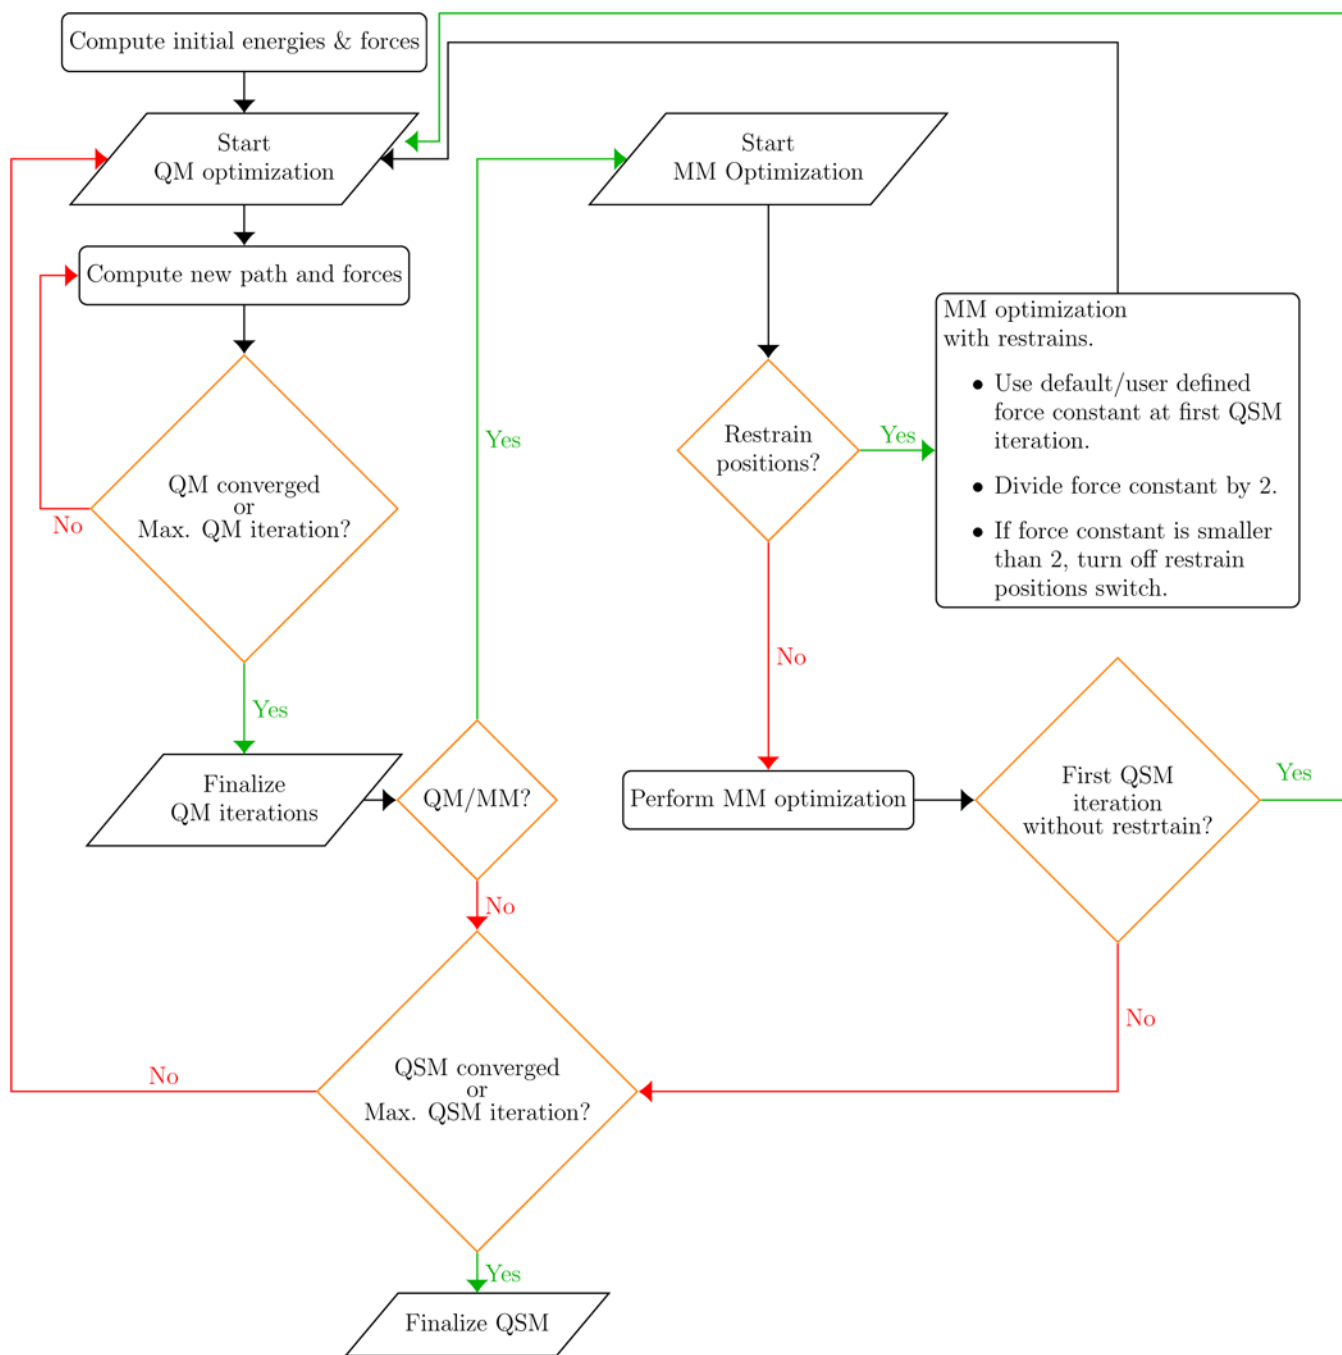 Compute initial energies & forces
Start
QM optimization
Start
MM Optimization
Compute new path and forces
MM optimization
with restrains.
• Use default/user defined
force constant at first QSM
iteration.
• Divide force constant by 2.
• If force constant is smaller
than 2, turn off restrain
positions switch.
Yes
Restrain
positions?
Yes
QM converged
or
Max. QM iteration?
No
No
Yes
Finalize
QM iterations
QM/MM?
Perform MM optimization
First QSM
iteration
without restrtain?
Yes
No
No
QSM converged
or
Max. QSM iteration?
No
Yes
Finalize QSM